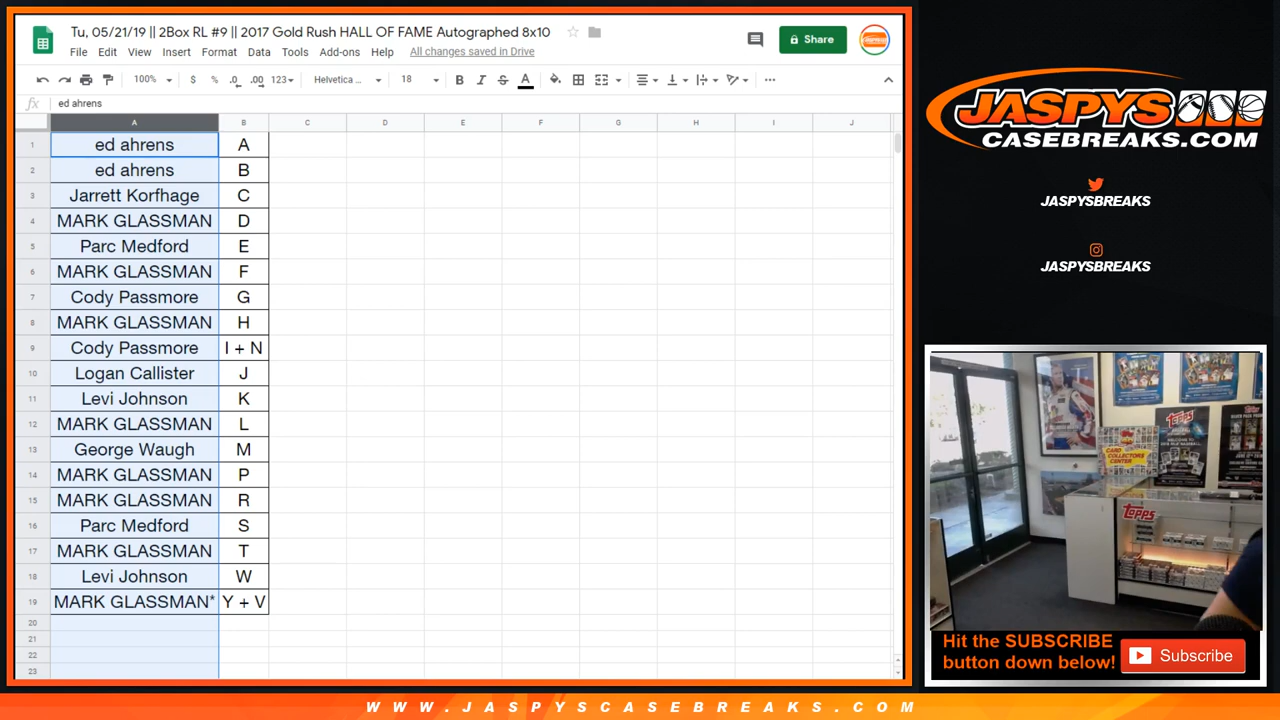 Tu, 05/21/19 || 2Box RL #9 || 2017 Gold Rush HALL OF FAME Autographed 8x10
File Edit View Insert Format Data Tools Add-ons Help All changes saved in Drive
Share
100% $ % .0 .00 123 Helvetica ... 18 B I S A
fx ed ahrens
A B C D E F G H I J
1 ed ahrens A
2 ed ahrens B
3 Jarrett Korfhage C
4 MARK GLASSMAN D
5 Parc Medford E
6 MARK GLASSMAN F
7 Cody Passmore G
8 MARK GLASSMAN H
9 Cody Passmore I + N
10 Logan Callister J
11 Levi Johnson K
12 MARK GLASSMAN L
13 George Waugh M
14 MARK GLASSMAN P
15 MARK GLASSMAN R
16 Parc Medford S
17 MARK GLASSMAN T
18 Levi Johnson W
19 MARK GLASSMAN* Y + V
20
21
22
23
JASPYS
CASEBREAKS.COM
JASPYSBREAKS
JASPYSBREAKS
Topps
CARD COLLECTORS CENTER
Topps
Hit the SUBSCRIBE
button down below!
Subscribe
WWW.JASPYSCASEBREAKS.COM